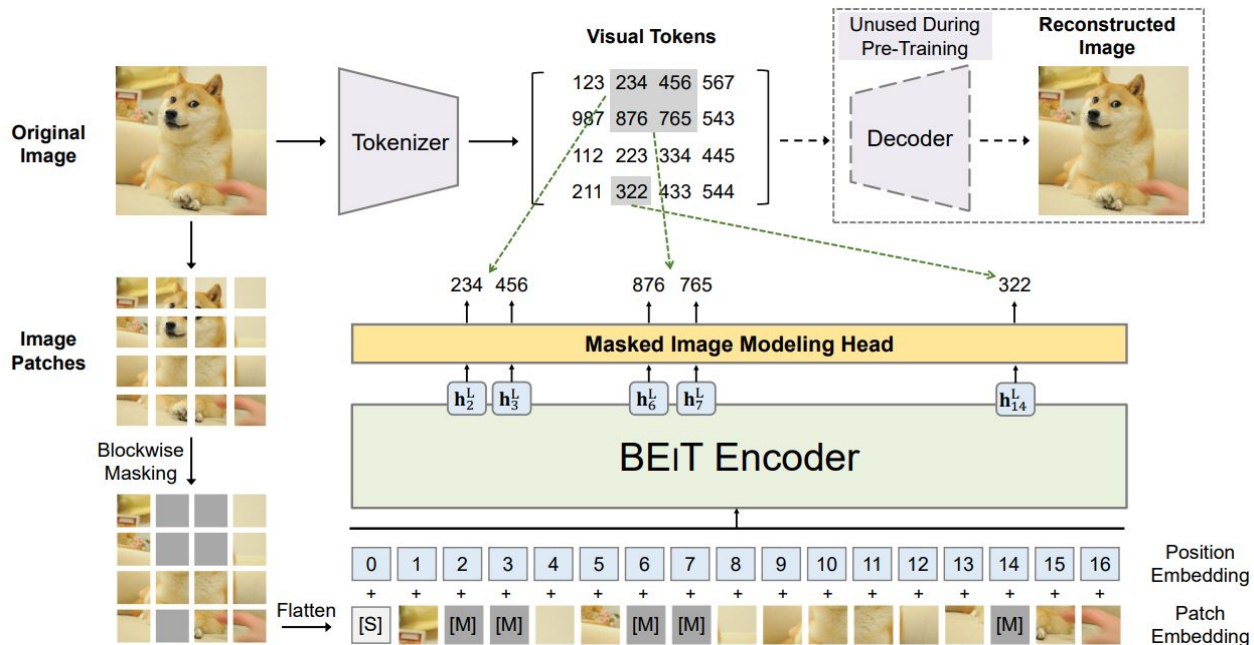 Visual Tokens
Unused During
Pre-Training
Reconstructed
Image
Original
Image
Tokenizer
123 234 456 567
987 876 765 543
112 223 334 445
211 322 433 544
Decoder
234 456 876 765 322
Image
Patches
Masked Image Modeling Head
h₂ᴸ h₃ᴸ h₆ᴸ h₇ᴸ h₁₄ᴸ
Blockwise
Masking
BEIT Encoder
0 1 2 3 4 5 6 7 8 9 10 11 12 13 14 15 16
Position
Embedding
+ + + + + + + + + + + + + + + + +
Flatten
[S] [M] [M] [M] [M] [M]
Patch
Embedding